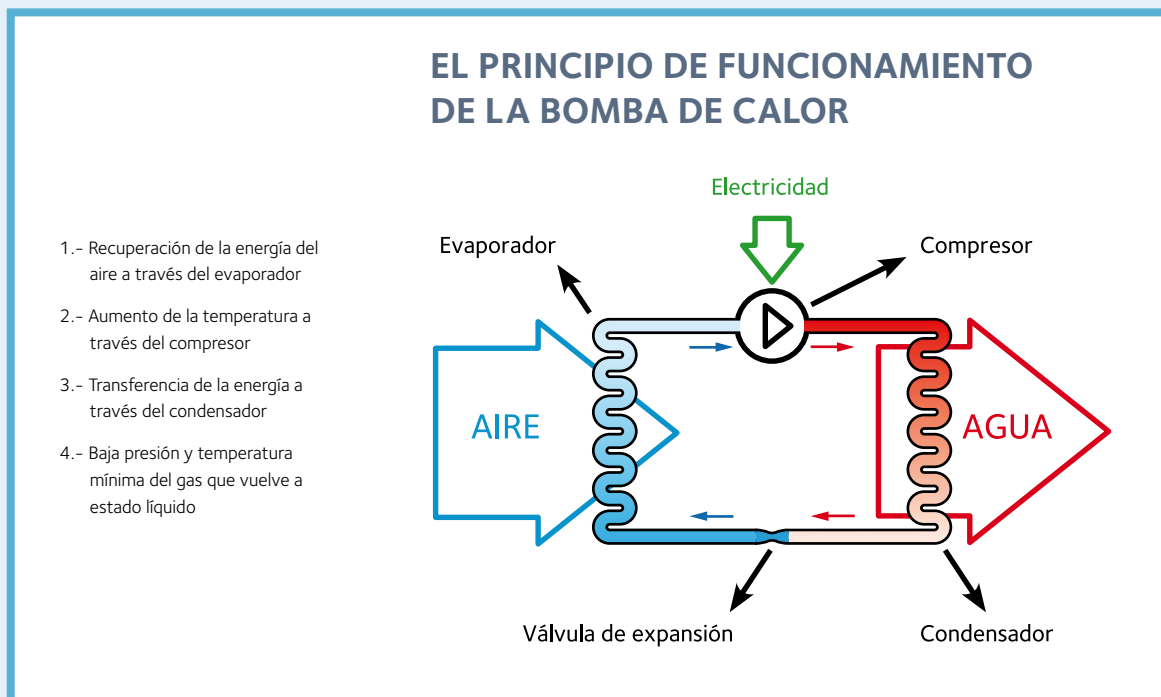 EL PRINCIPIO DE FUNCIONAMIENTO
DE LA BOMBA DE CALOR
1.- Recuperación de la energía del
aire a través del evaporador
2.- Aumento de la temperatura a
través del compresor
3.- Transferencia de la energía a
través del condensador
4.- Baja presión y temperatura
mínima del gas que vuelve a
estado líquido
Electricidad
Evaporador
Compresor
AIRE
AGUA
Válvula de expansión
Condensador